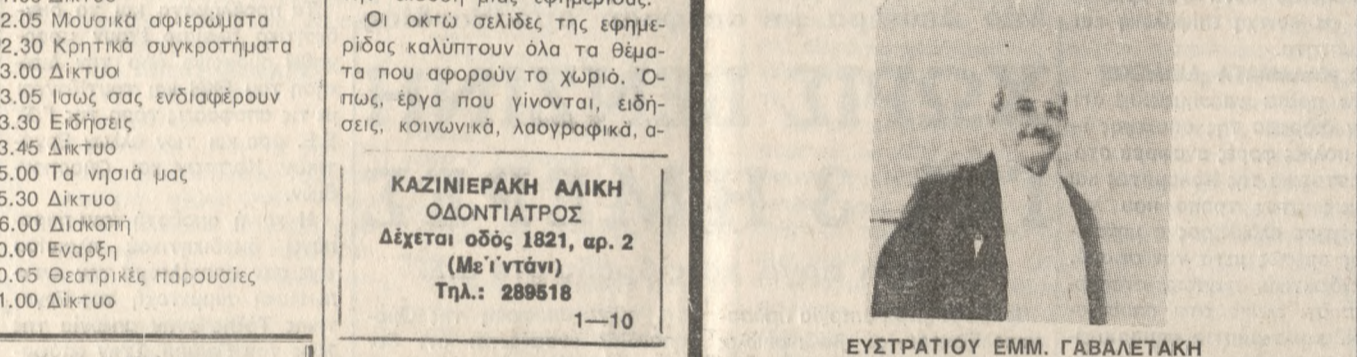 2.05 Μουσικά αφιερώματα
2.30 Κρητικά συγκροτήματα
3.00 Δίκτυο
3.05 Ισως σας ενδιαφέρουν
3.30 Ειδήσεις
3.45 Δίκτυο
5.00 Τα νησιά μας
5.30 Δίκτυο
6.00 Διακοπή
0.00 Εναρξη
0.05 Θεατρικές παρουσίες
1.00 Δίκτυο
Οι οκτώ σελίδες της εφημε-
ρίδας καλύπτουν όλα τα θέμα-
τα που αφορούν το χωριό. Ό-
πως, έργα που γίνονται, ειδή-
σεις, κοινωνικά, λαογραφικά, α-
ΚΑΖΙΝΙΕΡΑΚΗ ΑΛΙΚΗ
ΟΔΟΝΤΙΑΤΡΟΣ
Δέχεται οδός 1821, αρ. 2
(Με'ι'ντάνι)
Τηλ.: 289518
1—10
ΕΥΣΤΡΑΤΙΟΥ ΕΜΜ. ΓΑΒΑΛΕΤΑΚΗ